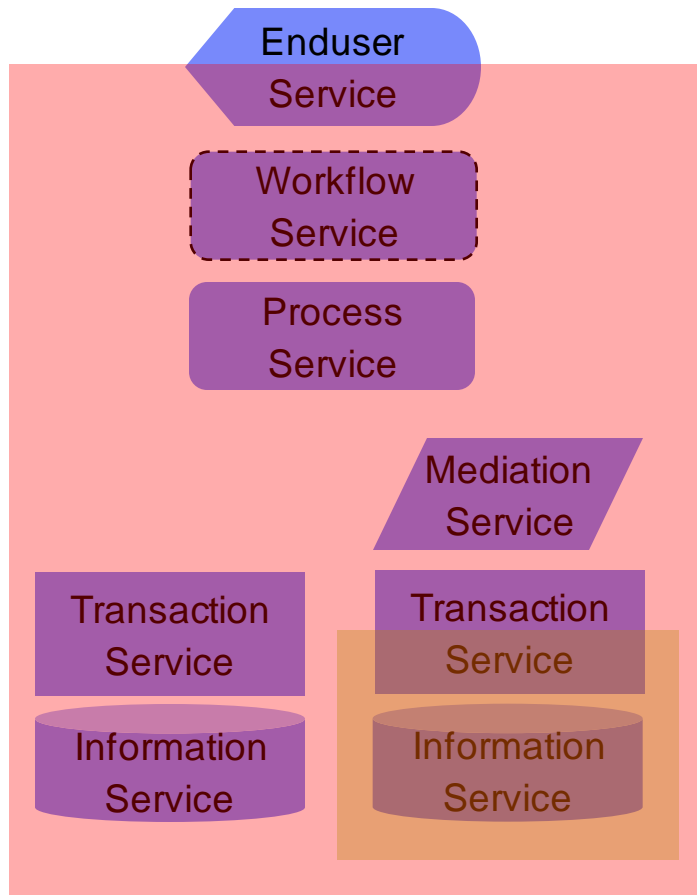 Enduser
Service
Workflow
Service
Process
Service
Mediation
Service
Transaction
Service
Transaction
Service
Information
Service
Information
Service